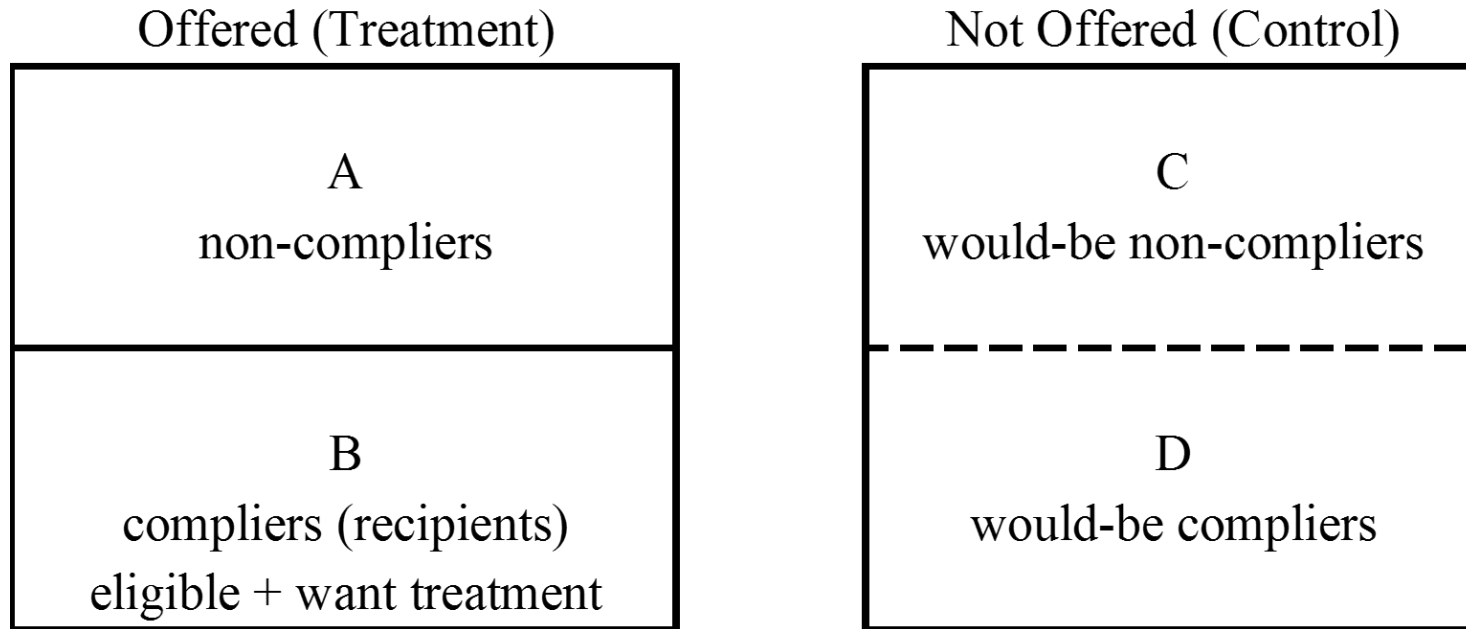 Offered (Treatment)
A
non-compliers
B
compliers (recipients)
eligible + want treatment
Not Offered (Control)
C
would-be non-compliers
D
would-be compliers